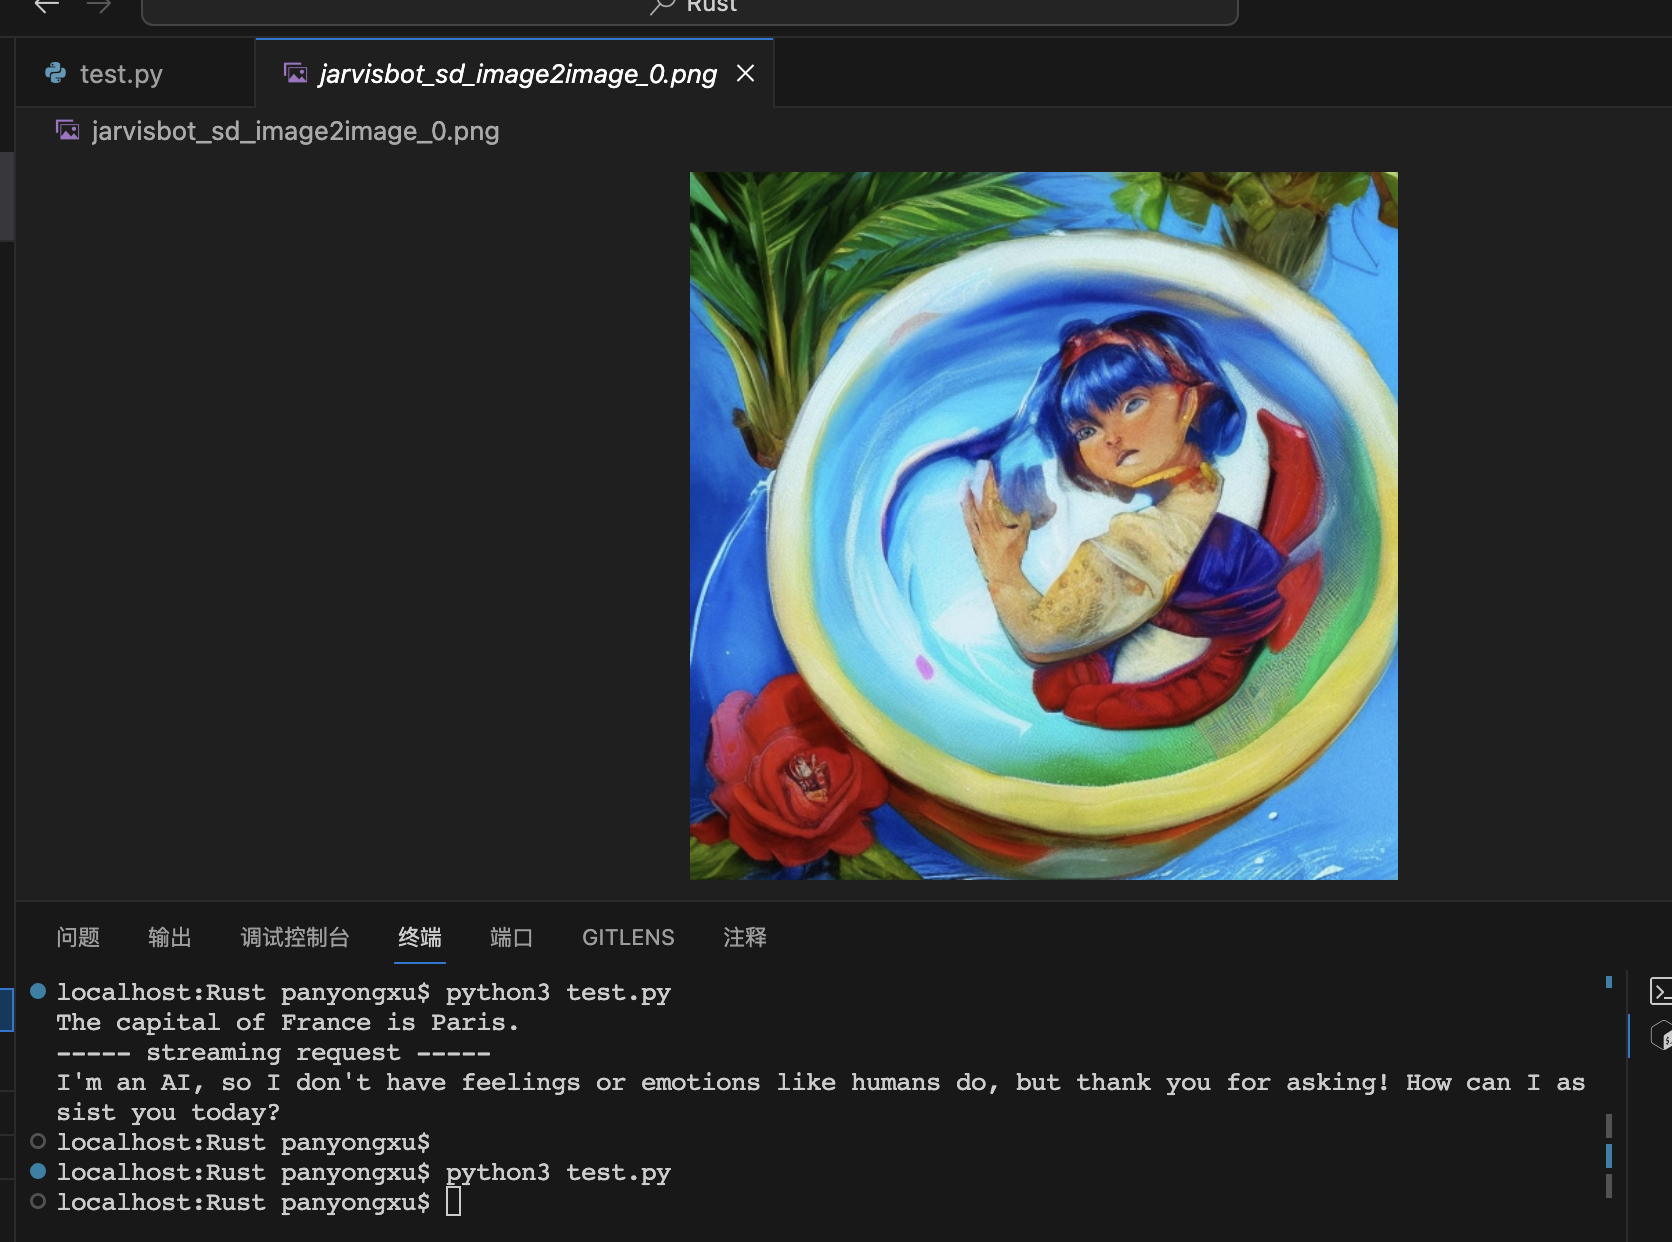 Rust
test.py
jarvisbot_sd_image2image_0.png
jarvisbot_sd_image2image_0.png
问题 输出 调试控制台 终端 端口 GITLENS 注释
localhost:Rust panyongxu$ python3 test.py
The capital of France is Paris.
----- streaming request -----
I'm an AI, so I don't have feelings or emotions like humans do, but thank you for asking! How can I as
sist you today?
localhost:Rust panyongxu$
localhost:Rust panyongxu$ python3 test.py
localhost:Rust panyongxu$